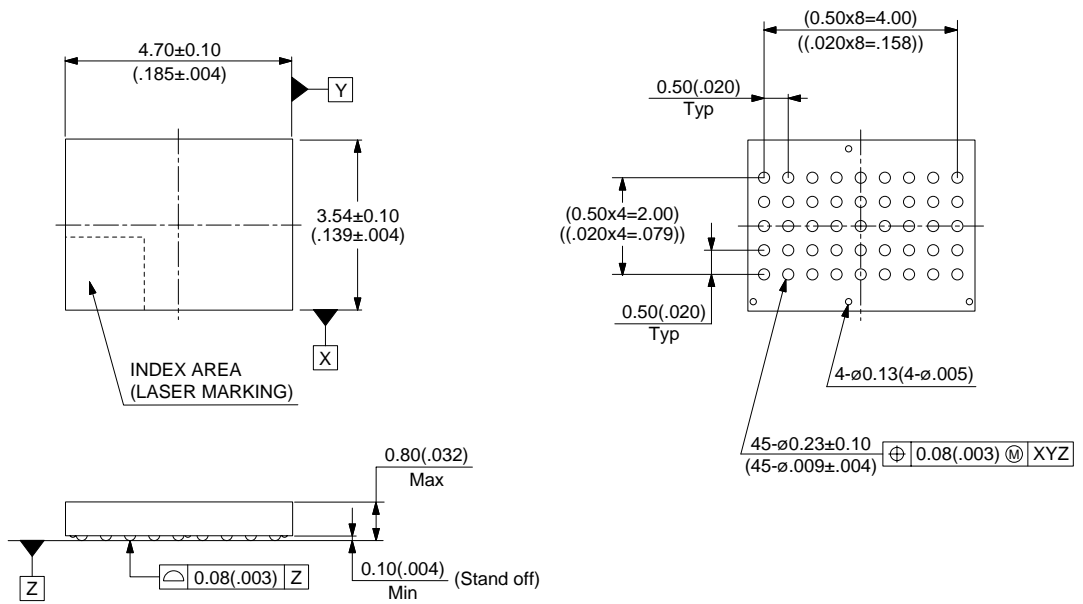 4.70±0.10
(.185±.004)
Y
3.54±0.10
(.139±.004)
X
INDEX AREA
(LASER MARKING)
(0.50x8=4.00)
((.020x8=.158))
0.50(.020)
Typ
(0.50x4=2.00)
((.020x4=.079))
0.50(.020)
Typ
4-ø0.13(4-ø.005)
45-ø0.23±0.10
(45-ø.009±.004)
⌖ 0.08(.003) Ⓜ XYZ
0.80(.032)
Max
Z
⌓ 0.08(.003) Z
0.10(.004)
Min
(Stand off)